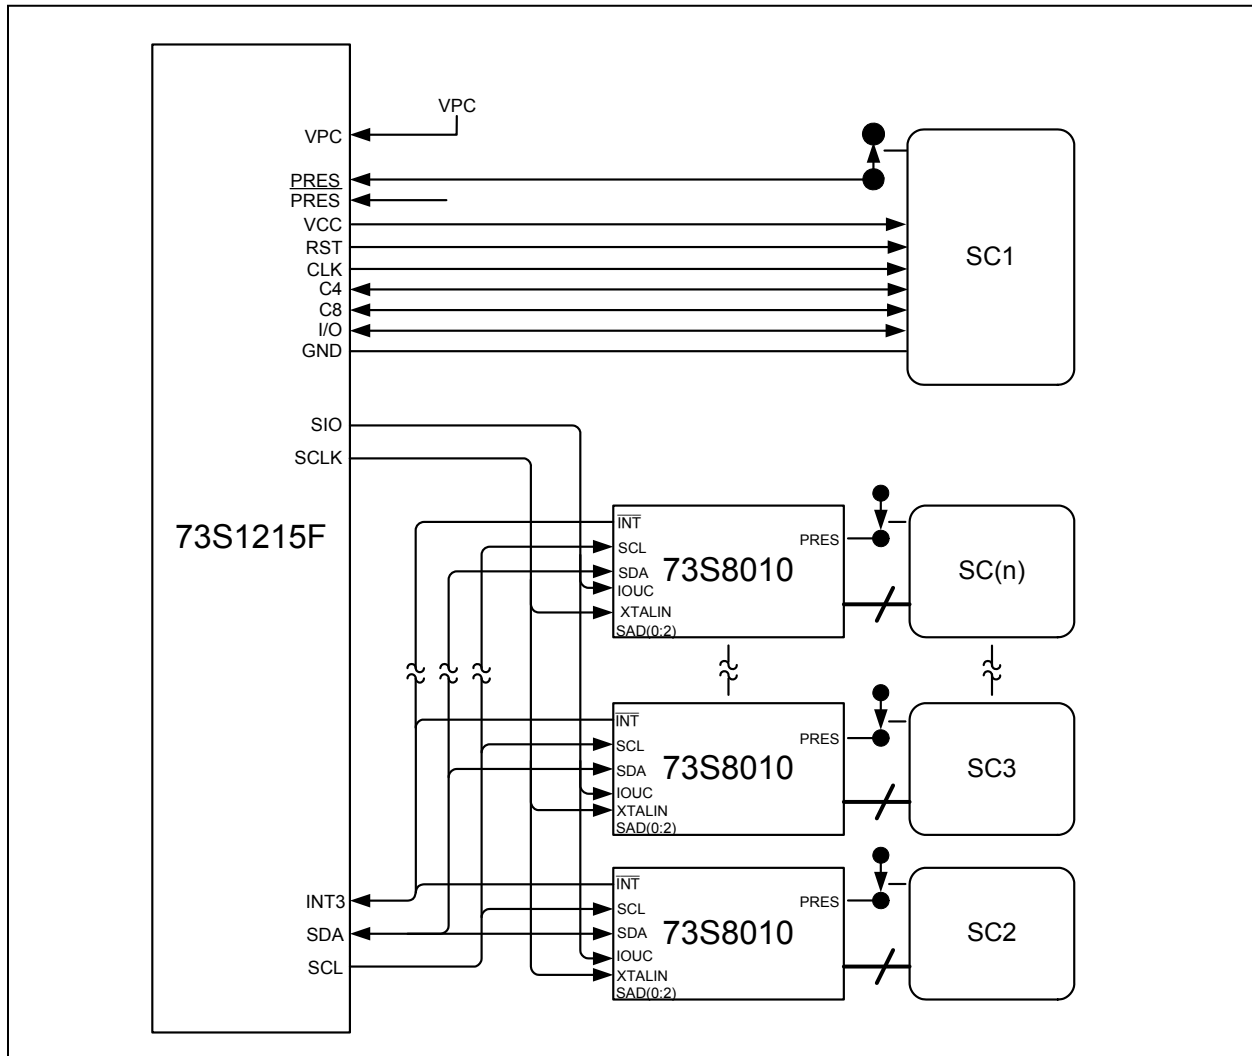 VPC
VPC
PRES
PRES
VCC
RST
CLK
C4
C8
I/O
GND
SC1
SIO
SCLK
73S1215F
INT3
SDA
SCL
INT
SCL
SDA
IOUC
XTALIN
SAD(0:2)
73S8010
PRES
SC(n)
INT
SCL
SDA
IOUC
XTALIN
SAD(0:2)
73S8010
PRES
SC3
INT
SCL
SDA
IOUC
XTALIN
SAD(0:2)
73S8010
PRES
SC2